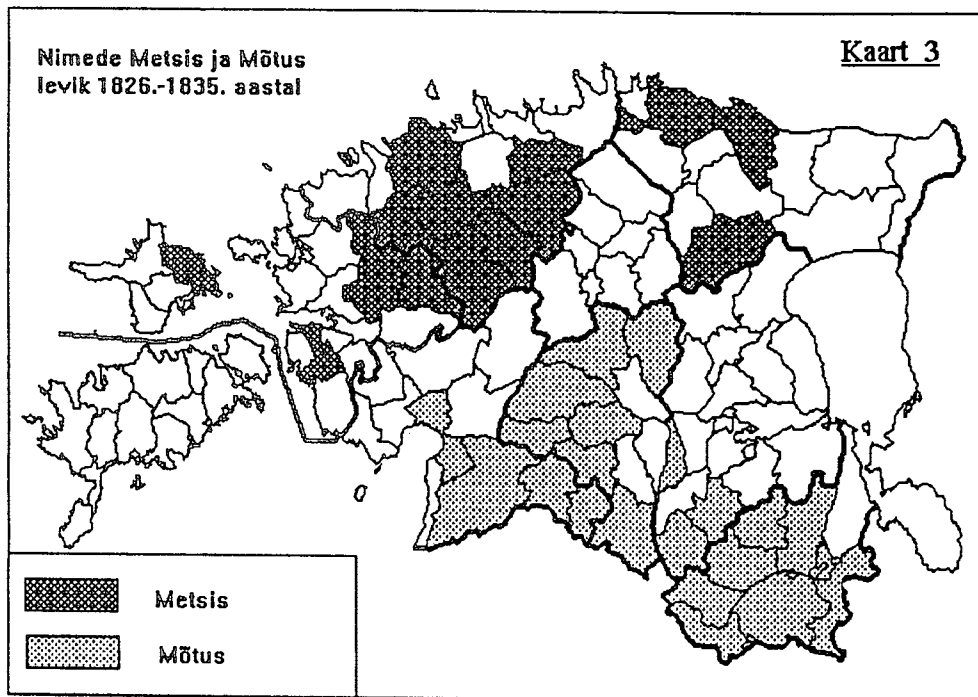 Nimede Metsis ja Mõtus
levik 1826.-1835. aastal
Kaart 3
Metsis
Mõtus